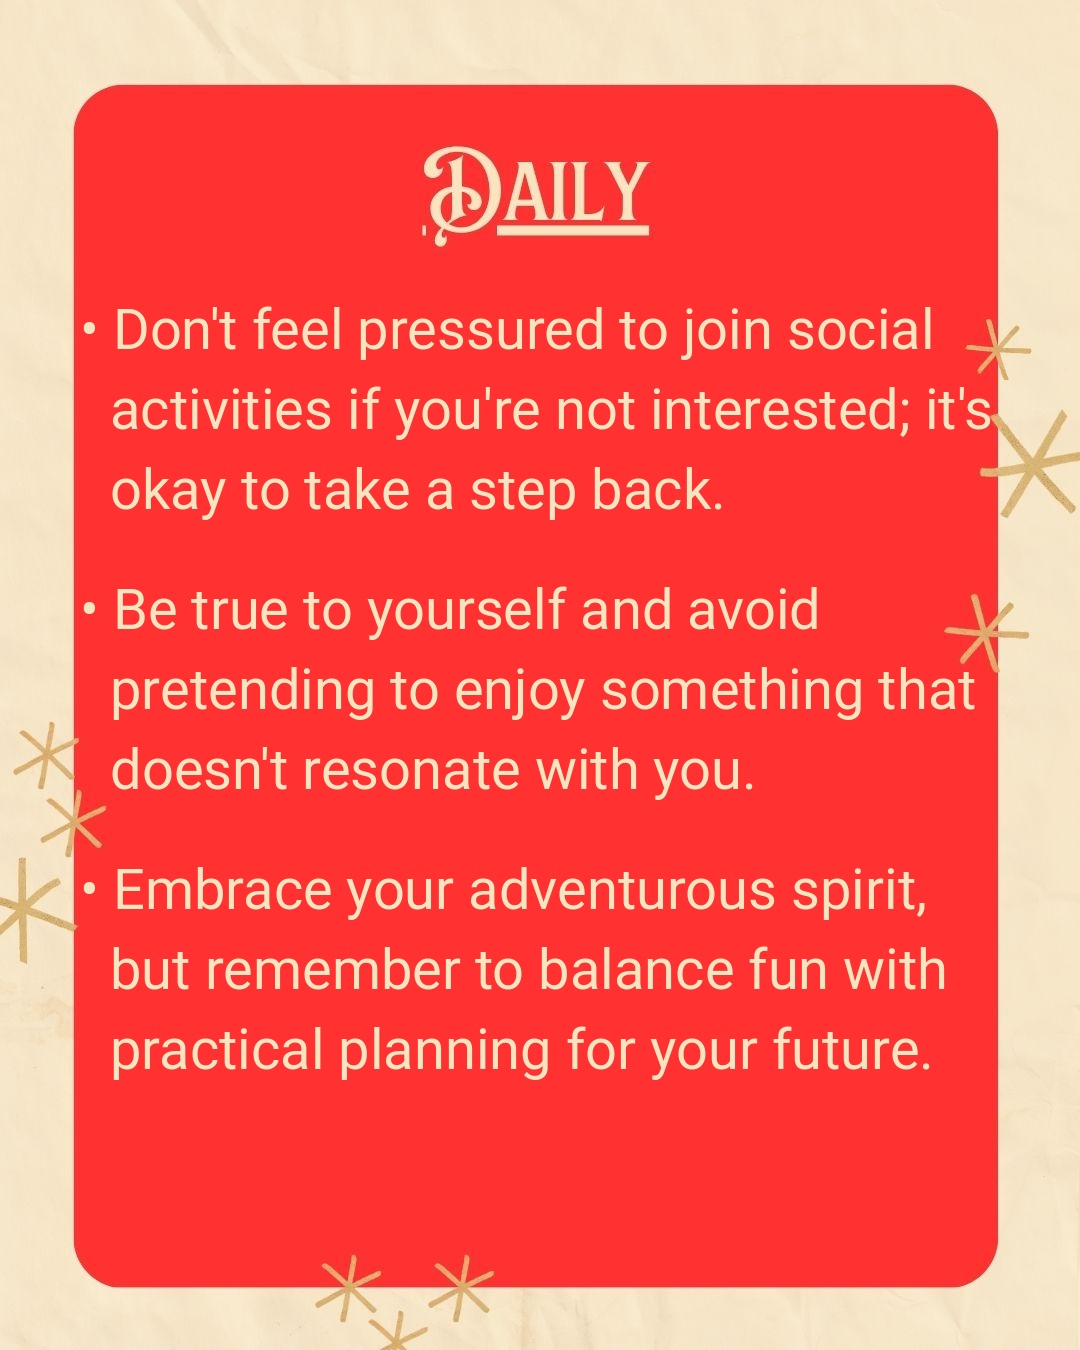 Daily
• Don't feel pressured to join social
activities if you're not interested; it's
okay to take a step back.
• Be true to yourself and avoid
pretending to enjoy something that
doesn't resonate with you.
• Embrace your adventurous spirit,
but remember to balance fun with
practical planning for your future.